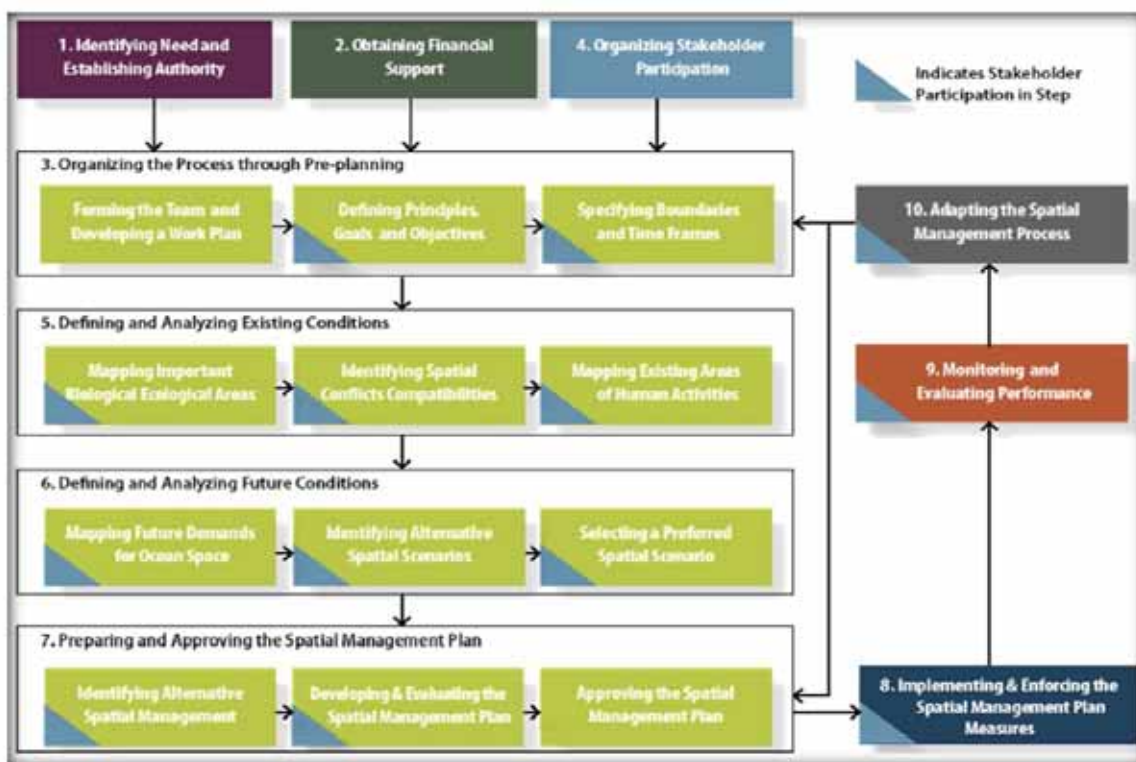 1. Identifying Need and
Establishing Authority
2. Obtaining Financial
Support
4. Organizing Stakeholder
Participation
Indicates Stakeholder
Participation in Step
3. Organizing the Process through Pre-planning
Forming the Team and
Developing a Work Plan
Defining Principles,
Goals and Objectives
Specifying Boundaries
and Time Frames
10. Adapting the Spatial
Management Process
5. Defining and Analyzing Existing Conditions
Mapping Important
Biological Ecological Areas
Identifying Spatial
Conflicts Compatibilities
Mapping Existing Areas
of Human Activities
9. Monitoring and
Evaluating Performance
6. Defining and Analyzing Future Conditions
Mapping Future Demands
for Ocean Space
Identifying Alternative
Spatial Scenarios
Selecting a Preferred
Spatial Scenario
7. Preparing and Approving the Spatial Management Plan
Identifying Alternative
Spatial Management
Developing & Evaluating the
Spatial Management Plan
Approving the Spatial
Management Plan
8. Implementing & Enforcing the
Spatial Management Plan
Measures